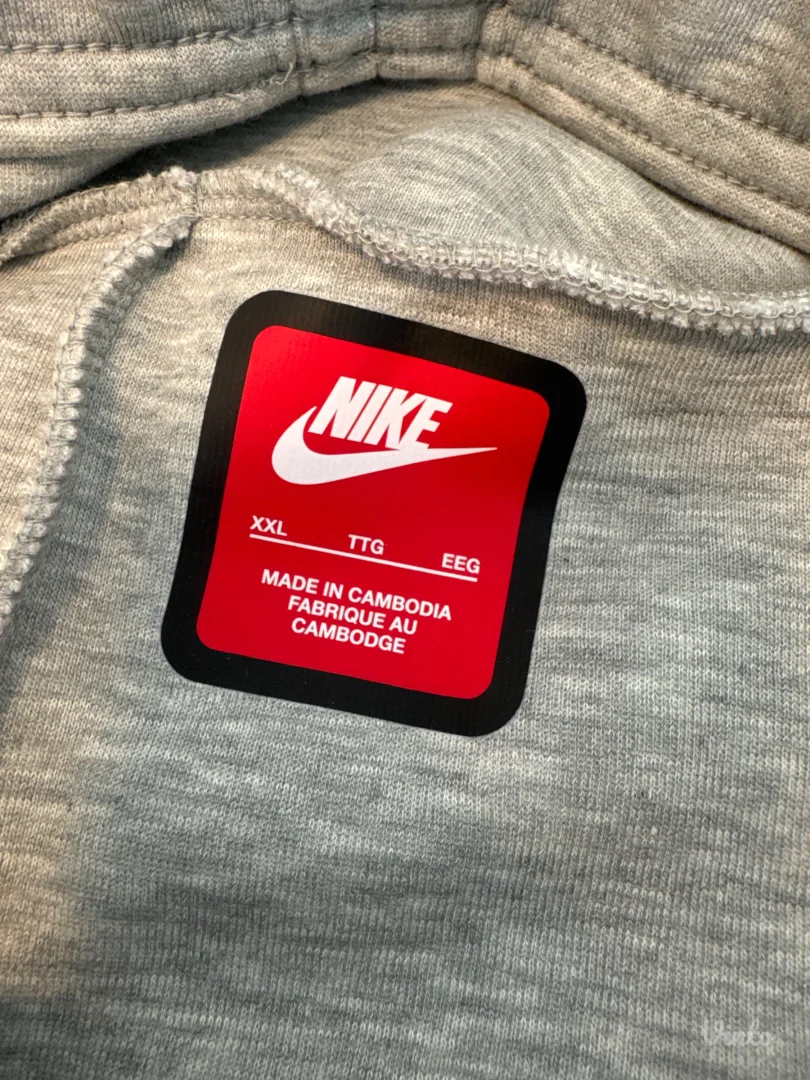 NIKE
XXL TTG EEG
MADE IN CAMBODIA
FABRIQUE AU
CAMBODGE